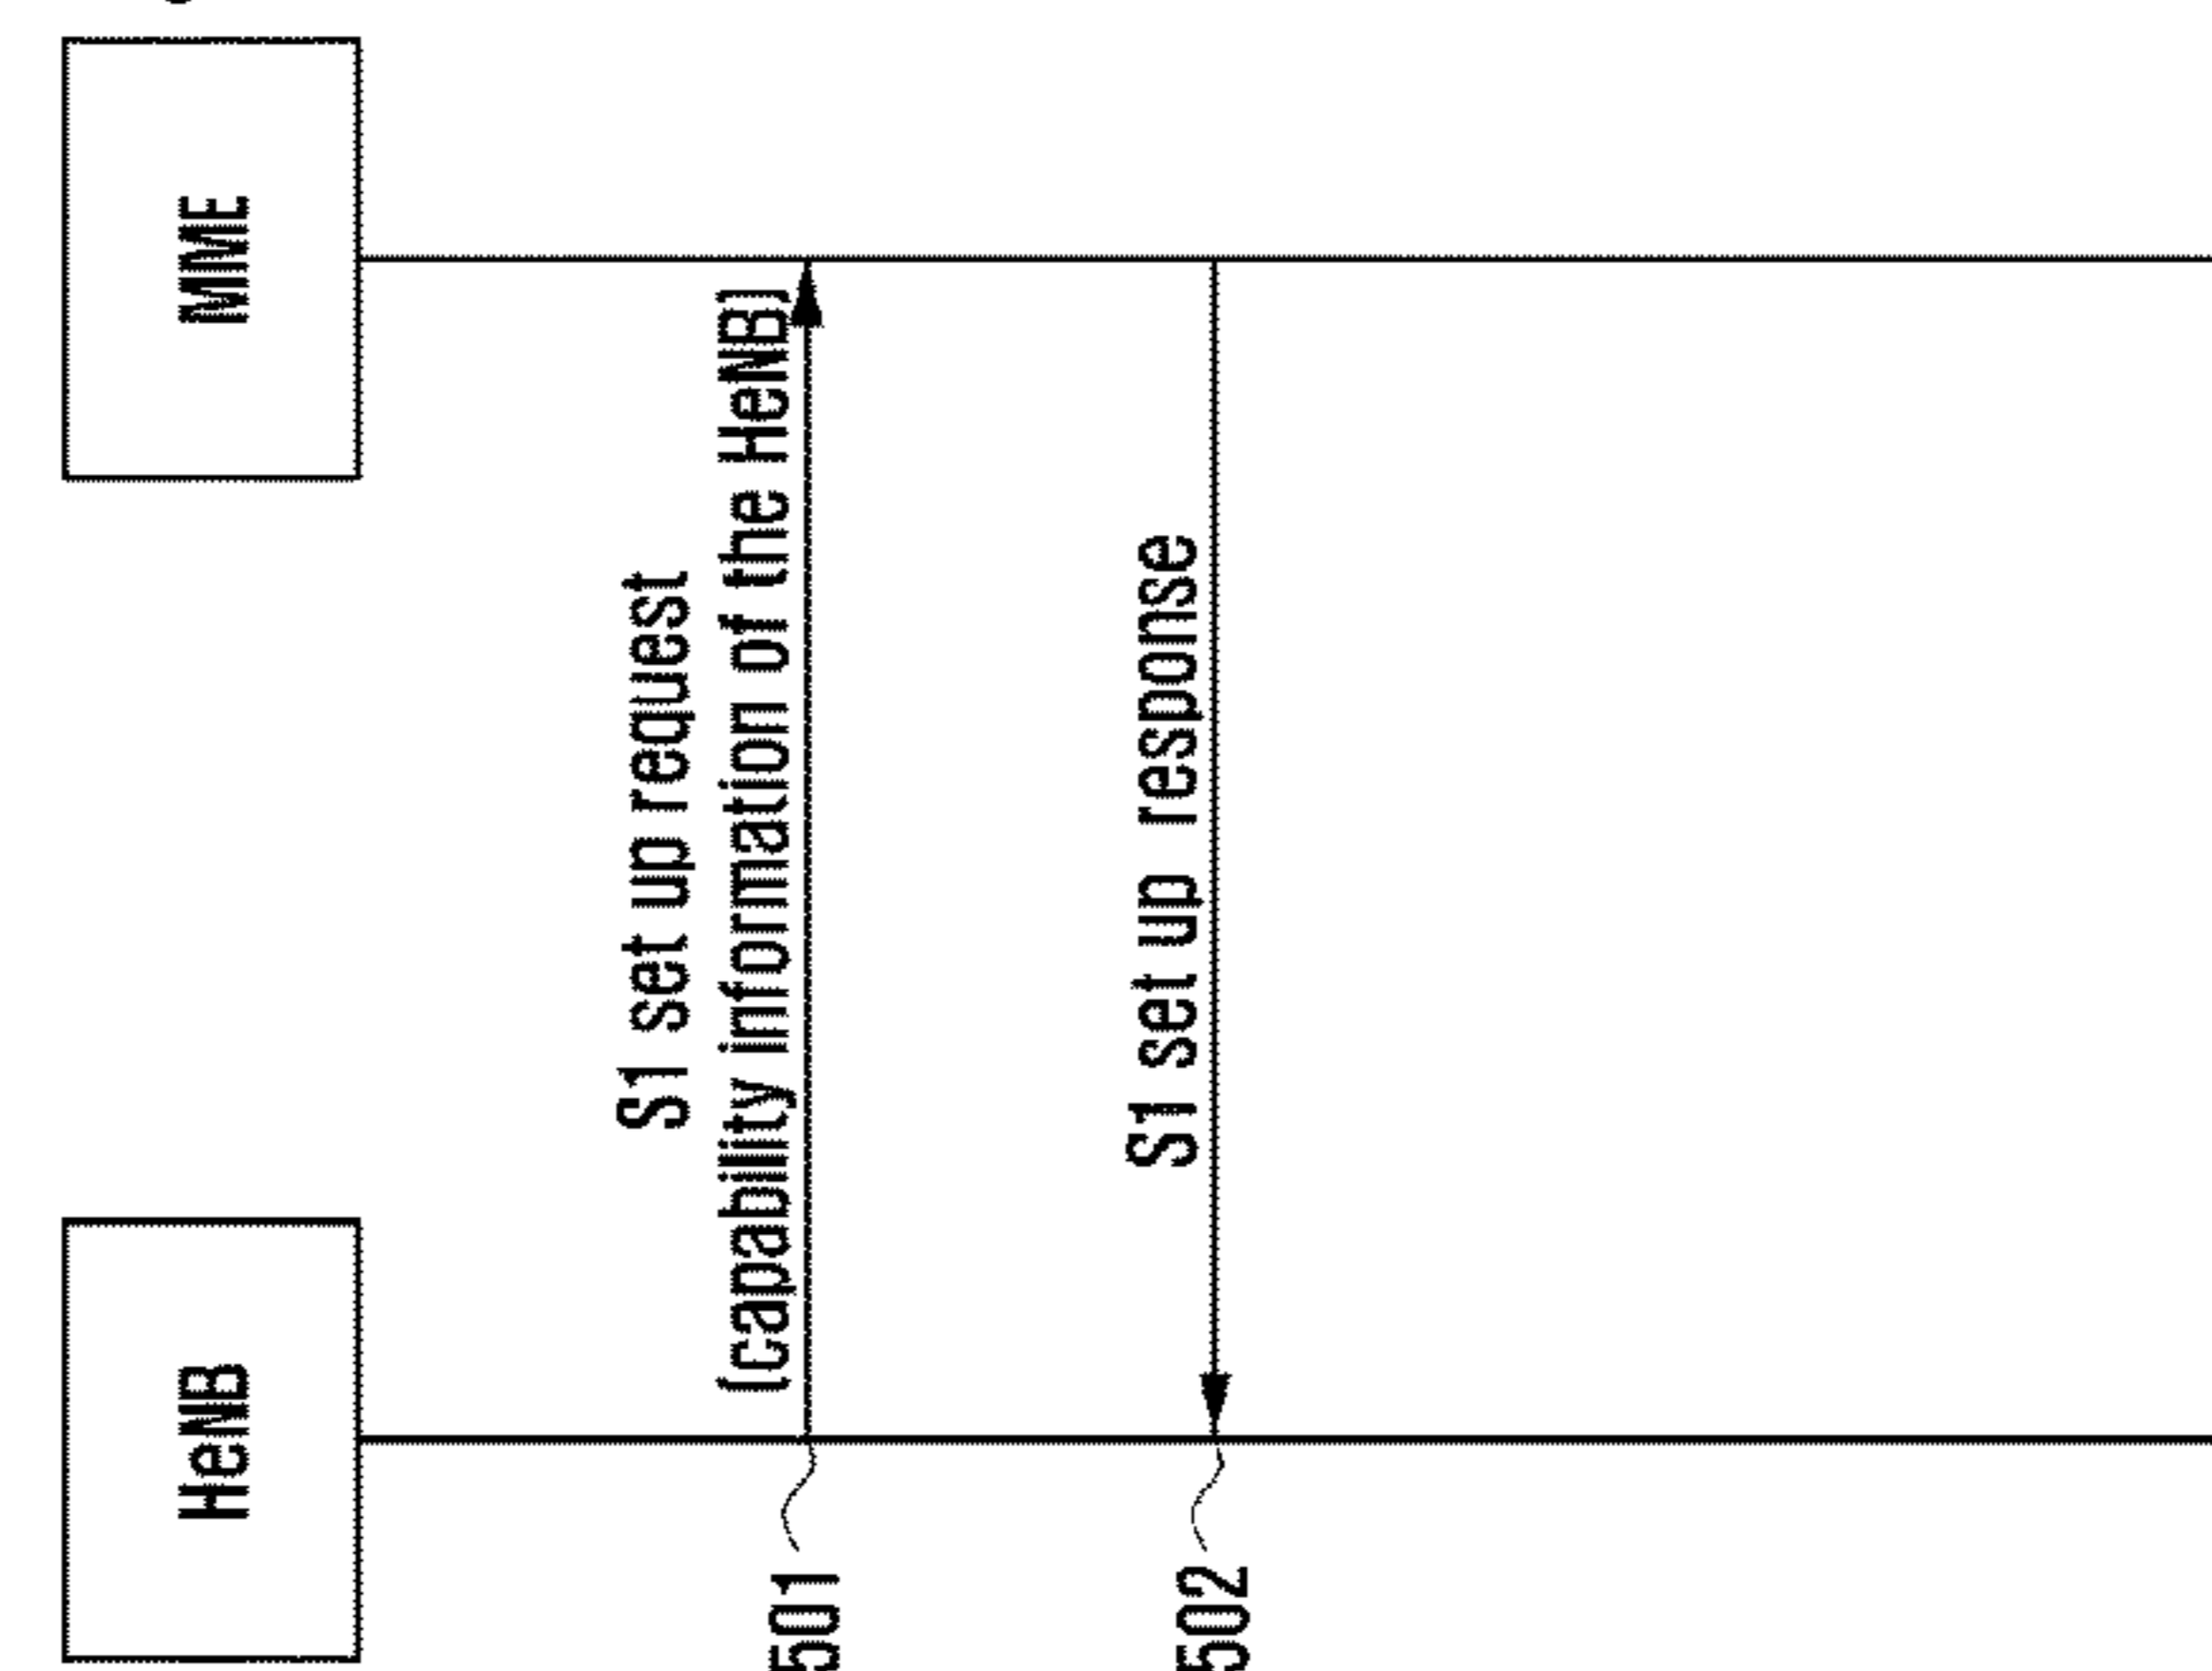 HeNB
MME
S1 set up request
(capability information of the HeNB)
501
S1 set up response
502